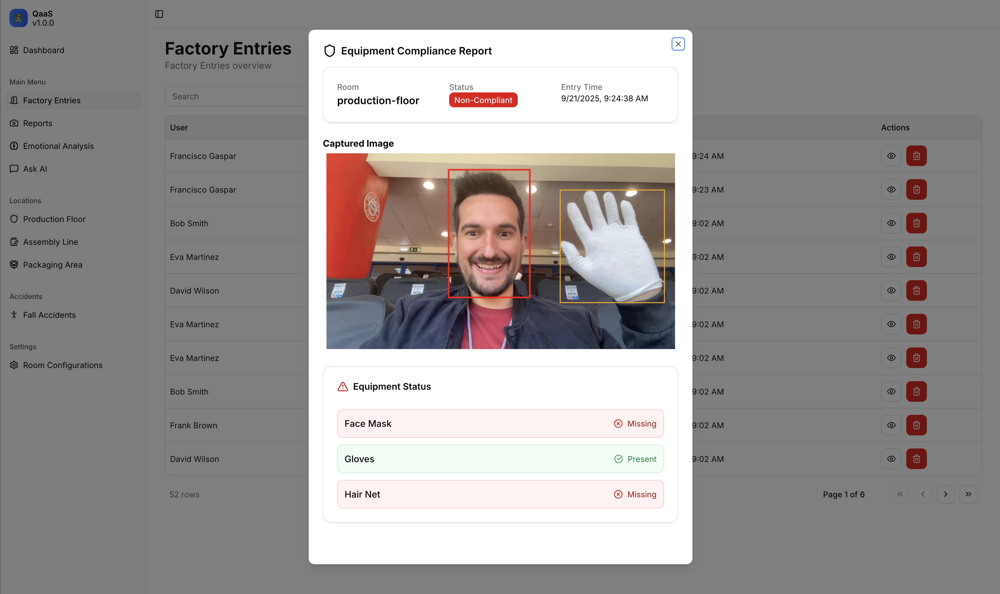 QaaS
v1.0.0
Dashboard
Main Menu
Factory Entries
Reports
Emotional Analysis
Ask AI
Locations
Production Floor
Assembly Line
Packaging Area
Accidents
Fall Accidents
Settings
Room Configurations
Factory Entries
Factory Entries overview
Search
User
Actions
Francisco Gaspar
9:24 AM
Francisco Gaspar
9:23 AM
Bob Smith
9:02 AM
Eva Martinez
9:02 AM
David Wilson
9:02 AM
Eva Martinez
9:02 AM
Eva Martinez
9:02 AM
Bob Smith
9:02 AM
Frank Brown
9:02 AM
David Wilson
9:02 AM
52 rows
Page 1 of 6
Equipment Compliance Report
Room
production-floor
Status
Non-Compliant
Entry Time
9/21/2025, 9:24:38 AM
Captured Image
UDL
UDL
UDL
Equipment Status
Face Mask
Missing
Gloves
Present
Hair Net
Missing